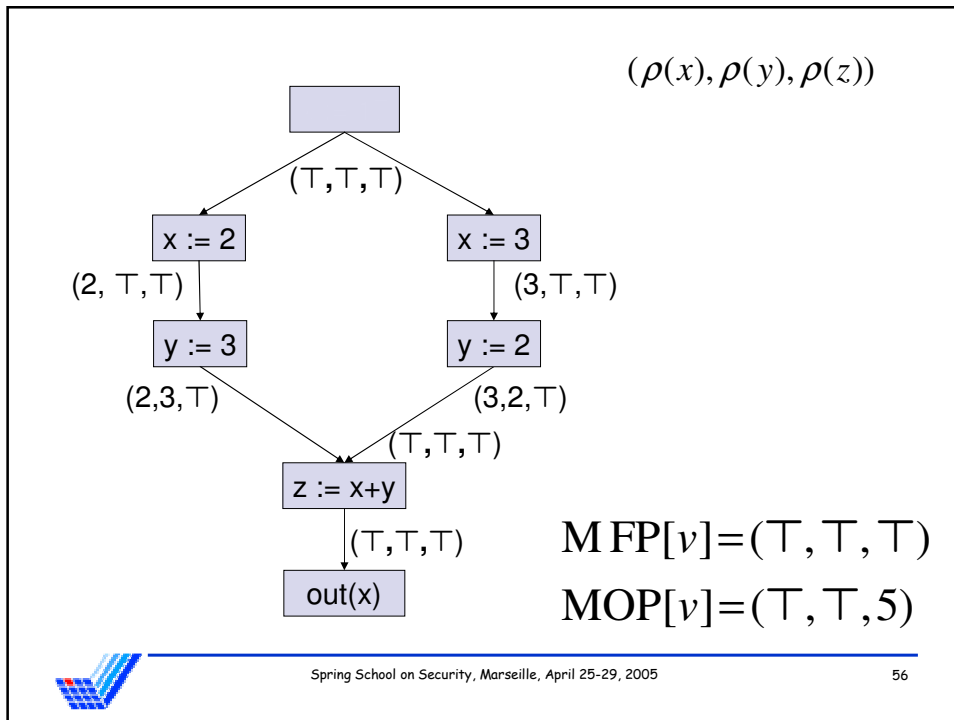 (ρ(x), ρ(y), ρ(z))
(⊤,⊤,⊤)
x := 2
x := 3
(2, ⊤,⊤)
(3,⊤,⊤)
y := 3
y := 2
(2,3,⊤)
(3,2,⊤)
(⊤,⊤,⊤)
z := x+y
(⊤,⊤,⊤)
MFP[v]=(⊤,⊤,⊤)
out(x)
MOP[v]=(⊤,⊤,5)
Spring School on Security, Marseille, April 25-29, 2005
56